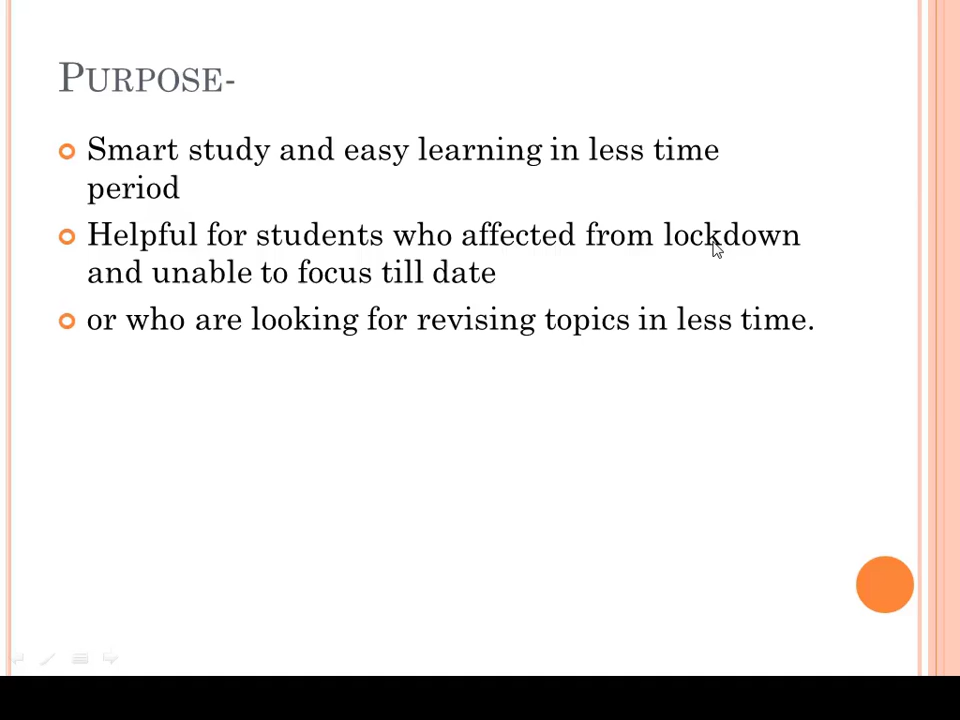 PURPOSE-
Smart study and easy learning in less time
period
Helpful for students who affected from lockdown
and unable to focus till date
or who are looking for revising topics in less time.